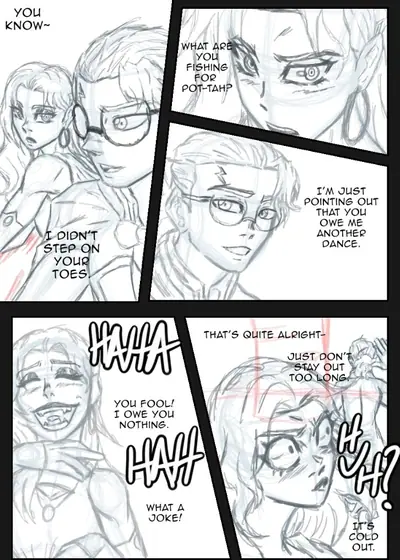 YOU
KNOW~
I DIDN'T
STEP ON
YOUR
TOES.
WHAT ARE
YOU
FISHING
FOR
POT-TAH?
I'M JUST
POINTING OUT
THAT YOU
OWE ME
ANOTHER
DANCE.
HAHA
YOU FOOL!
I OWE YOU
NOTHING.
HAH
WHAT A
JOKE!
THAT'S QUITE ALRIGHT~
JUST DON'T
STAY OUT
TOO LONG.
HUH?
IT'S
COLD
OUT.